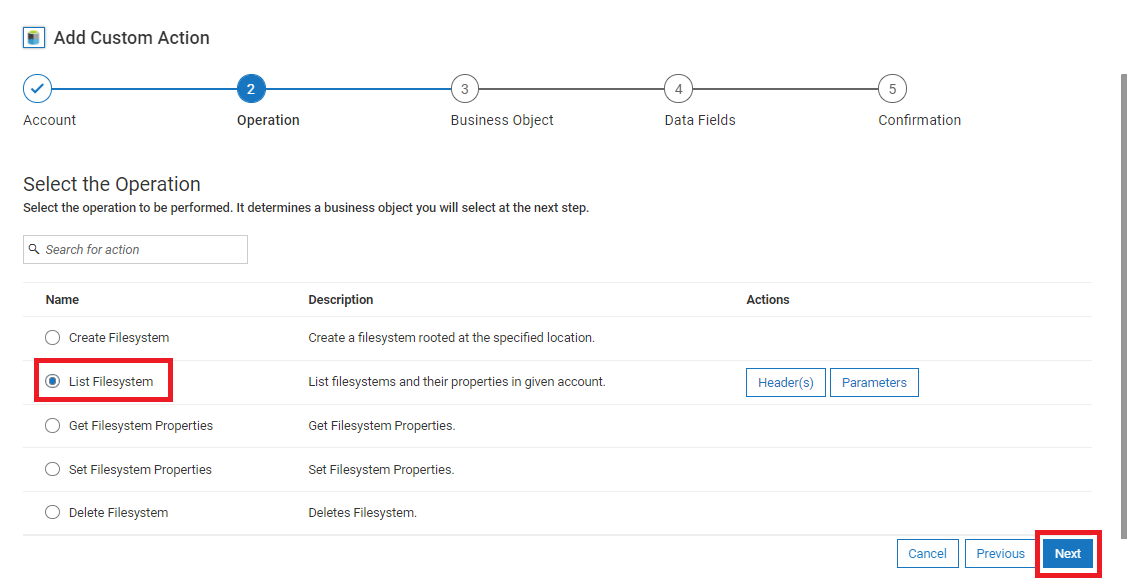 Add Custom Action
2 3 4 5
Account Operation Business Object Data Fields Confirmation
Select the Operation
Select the operation to be performed. It determines a business object you will select at the next step.
Search for action
Name Description Actions
Create Filesystem Create a filesystem rooted at the specified location.
List Filesystem List filesystems and their properties in given account. Header(s) Parameters
Get Filesystem Properties Get Filesystem Properties.
Set Filesystem Properties Set Filesystem Properties.
Delete Filesystem Deletes Filesystem.
Cancel Previous Next